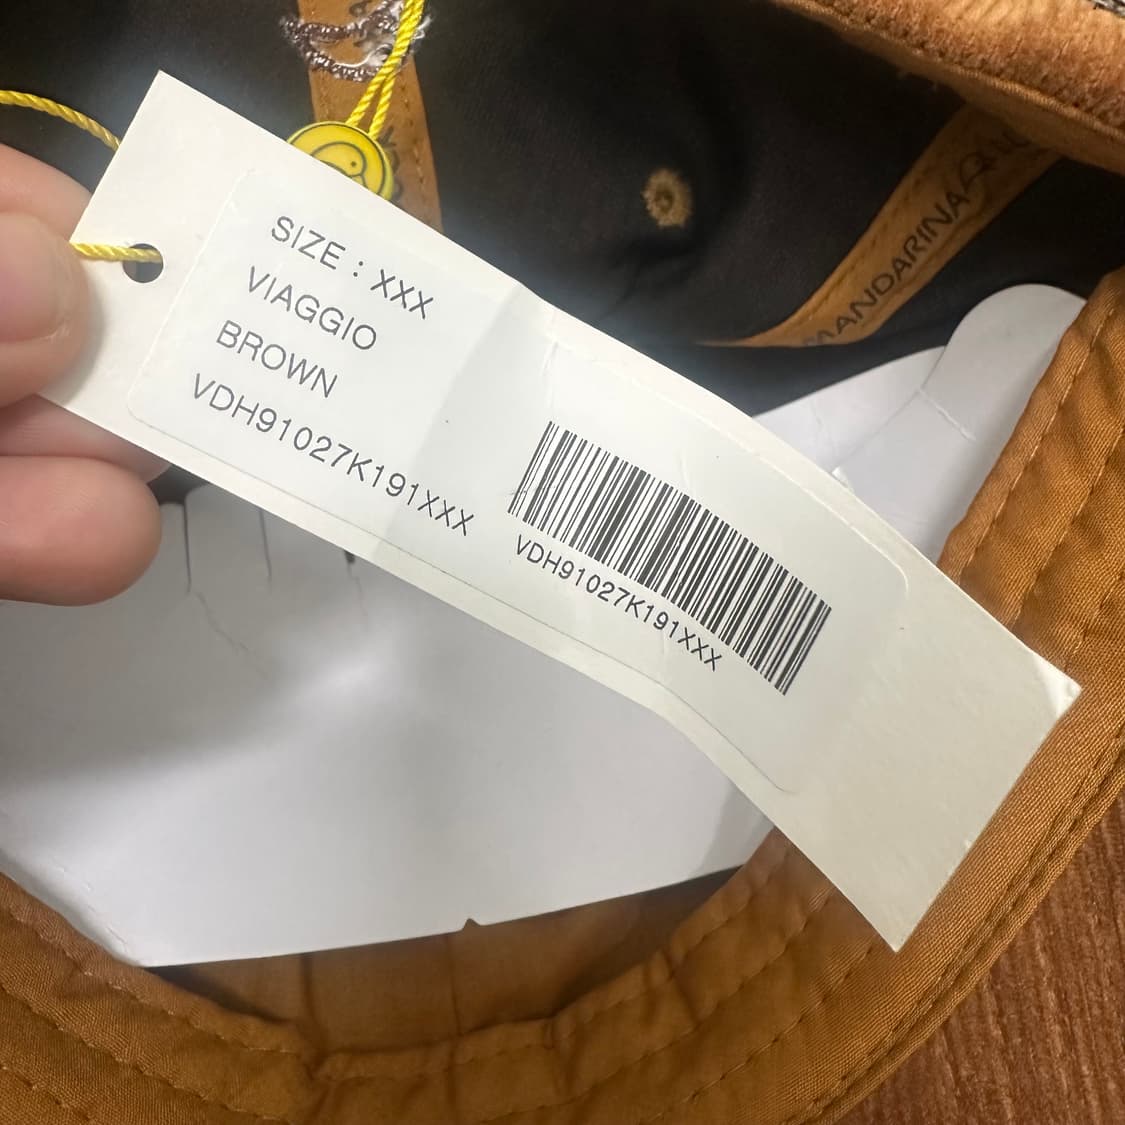 MANDARINA
SIZE : XXX
VIAGGIO
BROWN
VDH91027K191XXX
VDH91027K191XXX